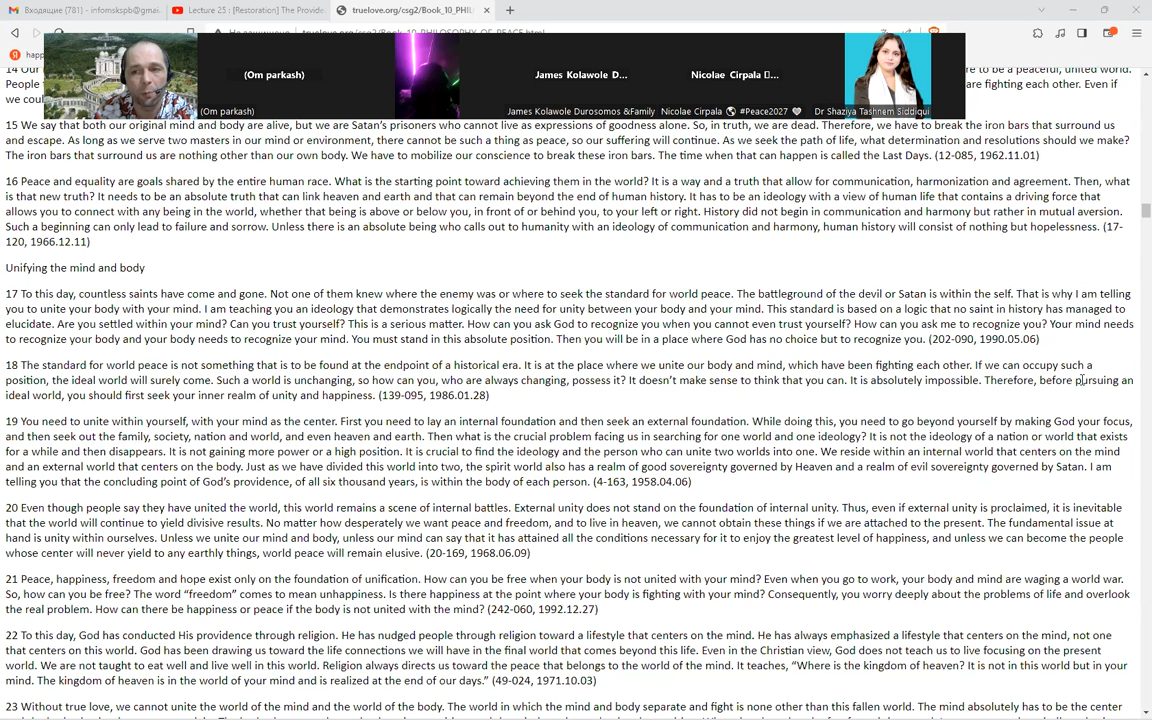 Входящие (781) - infomskspb@gmai
Lecture 25 : [Restoration] The Provide
truelove.org/csg2/Book_10_PHILOSOP
truelove.org/csg2/Book_10_PHILOSOPHY_OF_PEACE.html
happ
(Om parkash)
James Kolawole D...
Nicolae Cirpala
(Om parkash)
James Kolawole Durosomos &Family
Nicolae Cirpala #Peace2027
Dr Shaziya Tashnem Siddiqui
14 Our
re to be a peaceful, united world.
People
are fighting each other. Even if
we coul
15 We say that both our original mind and body are alive, but we are Satan's prisoners who cannot live as expressions of goodness alone. So, in truth, we are dead. Therefore, we have to break the iron bars that surround us
and escape. As long as we serve two masters in our mind or environment, there cannot be such a thing as peace, so our suffering will continue. As we seek the path of life, what determination and resolutions should we make?
The iron bars that surround us are nothing other than our own body. We have to mobilize our conscience to break these iron bars. The time when that can happen is called the Last Days. (12-085, 1962.11.01)
16 Peace and equality are goals shared by the entire human race. What is the starting point toward achieving them in the world? It is a way and a truth that allow for communication, harmonization and agreement. Then, what
is that new truth? It needs to be an absolute truth that can link heaven and earth and that can remain beyond the end of human history. It has to be an ideology with a view of human life that contains a driving force that
allows you to connect with any being in the world, whether that being is above or below you, in front of or behind you, to your left or right. History did not begin in communication and harmony but rather in mutual aversion.
Such a beginning can only lead to failure and sorrow. Unless there is an absolute being who calls out to humanity with an ideology of communication and harmony, human history will consist of nothing but hopelessness. (17-
120, 1966.12.11)
Unifying the mind and body
17 To this day, countless saints have come and gone. Not one of them knew where the enemy was or where to seek the standard for world peace. The battleground of the devil or Satan is within the self. That is why I am telling
you to unite your body with your mind. I am teaching you an ideology that demonstrates logically the need for unity between your body and your mind. This standard is based on a logic that no saint in history has managed to
elucidate. Are you settled within your mind? Can you trust yourself? This is a serious matter. How can you ask God to recognize you when you cannot even trust yourself? How can you ask me to recognize you? Your mind needs
to recognize your body and your body needs to recognize your mind. You must stand in this absolute position. Then you will be in a place where God has no choice but to recognize you. (202-090, 1990.05.06)
18 The standard for world peace is not something that is to be found at the endpoint of a historical era. It is at the place where we unite our body and mind, which have been fighting each other. If we can occupy such a
position, the ideal world will surely come. Such a world is unchanging, so how can you, who are always changing, possess it? It doesn't make sense to think that you can. It is absolutely impossible. Therefore, before pursuing an
ideal world, you should first seek your inner realm of unity and happiness. (139-095, 1986.01.28)
19 You need to unite within yourself, with your mind as the center. First you need to lay an internal foundation and then seek an external foundation. While doing this, you need to go beyond yourself by making God your focus,
and then seek out the family, society, nation and world, and even heaven and earth. Then what is the crucial problem facing us in searching for one world and one ideology? It is not the ideology of a nation or world that exists
for a while and then disappears. It is not gaining more power or a high position. It is crucial to find the ideology and the person who can unite two worlds into one. We reside within an internal world that centers on the mind
and an external world that centers on the body. Just as we have divided this world into two, the spirit world also has a realm of good sovereignty governed by Heaven and a realm of evil sovereignty governed by Satan. I am
telling you that the concluding point of God's providence, of all six thousand years, is within the body of each person. (4-163, 1958.04.06)
20 Even though people say they have united the world, this world remains a scene of internal battles. External unity does not stand on the foundation of internal unity. Thus, even if external unity is proclaimed, it is inevitable
that the world will continue to yield divisive results. No matter how desperately we want peace and freedom, and to live in heaven, we cannot obtain these things if we are attached to the present. The fundamental issue at
hand is unity within ourselves. Unless we unite our mind and body, unless our mind can say that it has attained all the conditions necessary for it to enjoy the greatest level of happiness, and unless we can become the people
whose center will never yield to any earthly things, world peace will remain elusive. (20-169, 1968.06.09)
21 Peace, happiness, freedom and hope exist only on the foundation of unification. How can you be free when your body is not united with your mind? Even when you go to work, your body and mind are waging a world war.
So, how can you be free? The word "freedom" comes to mean unhappiness. Is there happiness at the point where your body is fighting with your mind? Consequently, you worry deeply about the problems of life and overlook
the real problem. How can there be happiness or peace if the body is not united with the mind? (242-060, 1992.12.27)
22 To this day, God has conducted His providence through religion. He has nudged people through religion toward a lifestyle that centers on the mind. He has always emphasized a lifestyle that centers on the mind, not one
that centers on this world. God has been drawing us toward the life connections we will have in the final world that comes beyond this life. Even in the Christian view, God does not teach us to live focusing on the present
world. We are not taught to eat well and live well in this world. Religion always directs us toward the peace that belongs to the world of the mind. It teaches, "Where is the kingdom of heaven? It is not in this world but in your
mind. The kingdom of heaven is in the world of your mind and is realized at the end of our days." (49-024, 1971.10.03)
23 Without true love, we cannot unite the world of the mind and the world of the body. The world in which the mind and body separate and fight is none other than this fallen world. The mind absolutely has to be the center